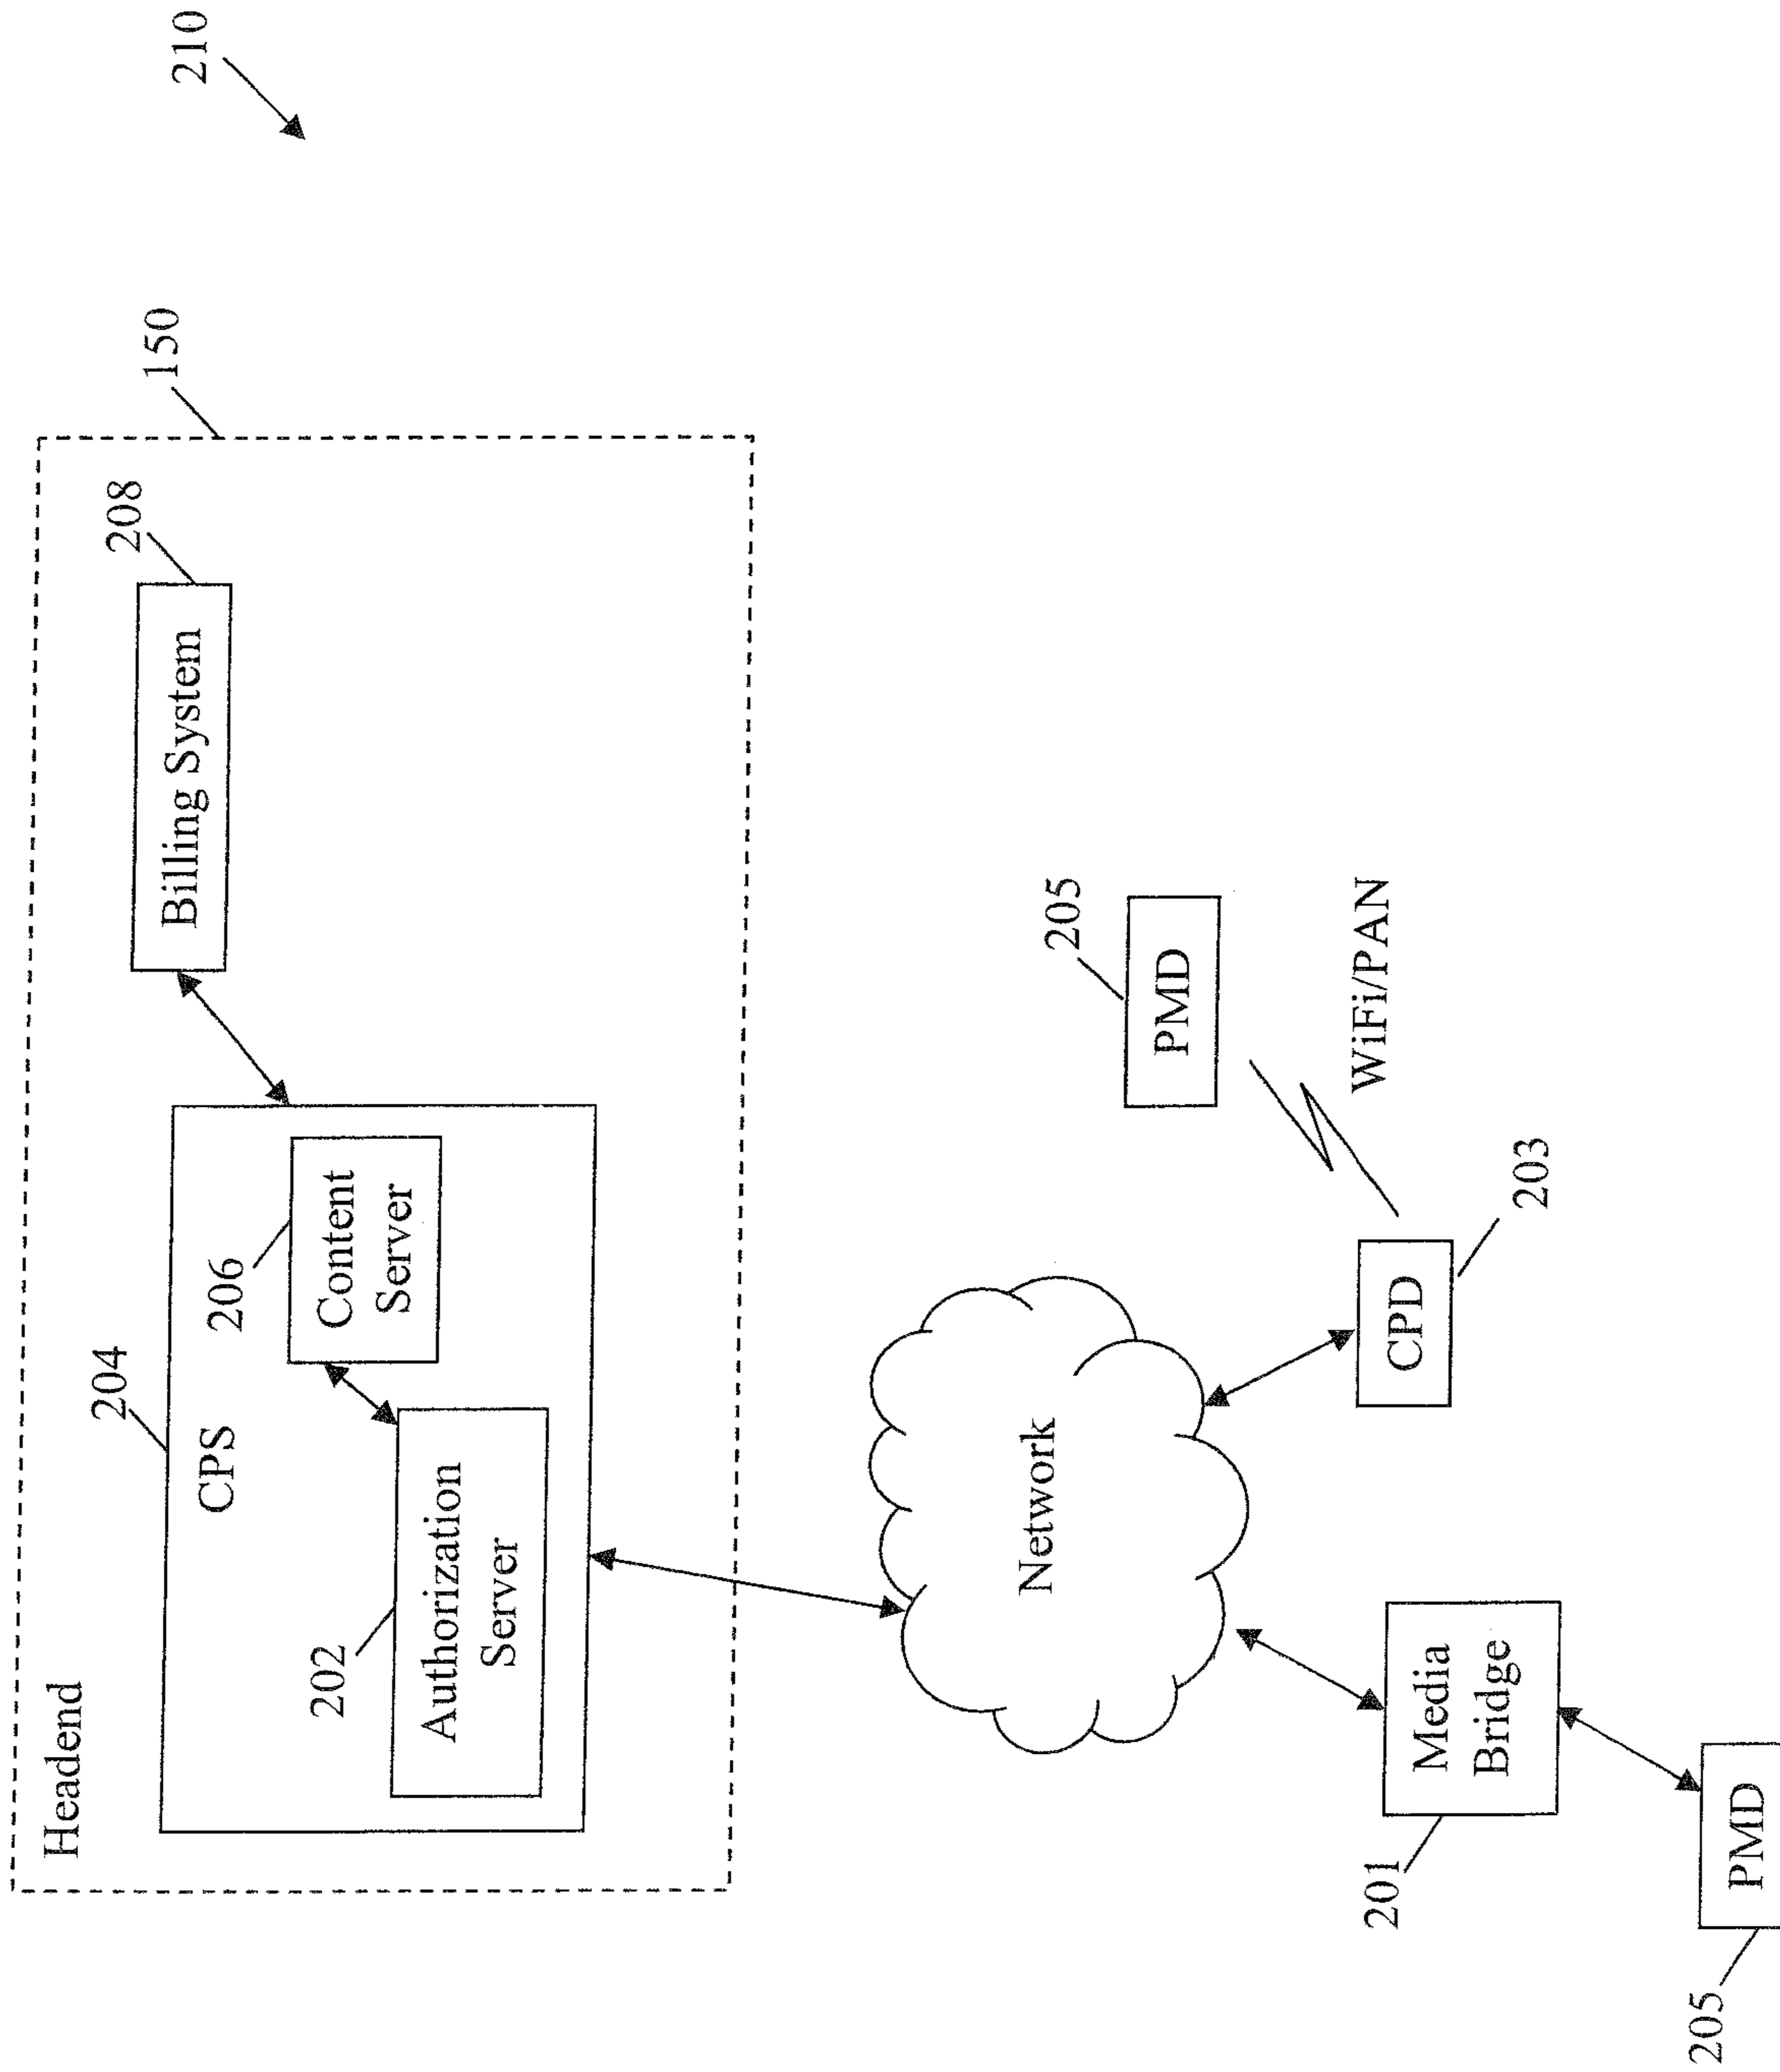 210
150
Headend
204
CPS
208
Billing System
206
Content
Server
202
Authorization
Server
Network
205
PMD
WiFi/PAN
CPD
203
Media
Bridge
201
PMD
205